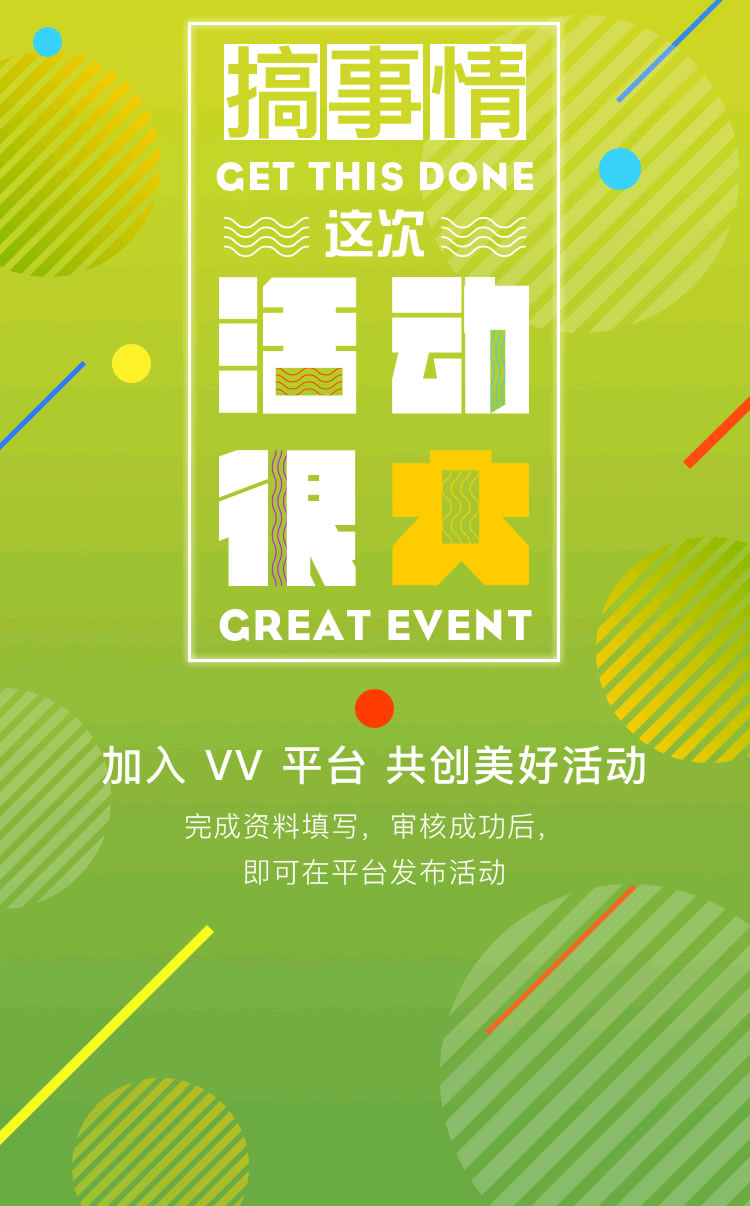 搞事情
GET THIS DONE
这次
活动
很众
GREAT EVENT
加入 VV 平台 共创美好活动
完成资料填写，审核成功后，
即可在平台发布活动